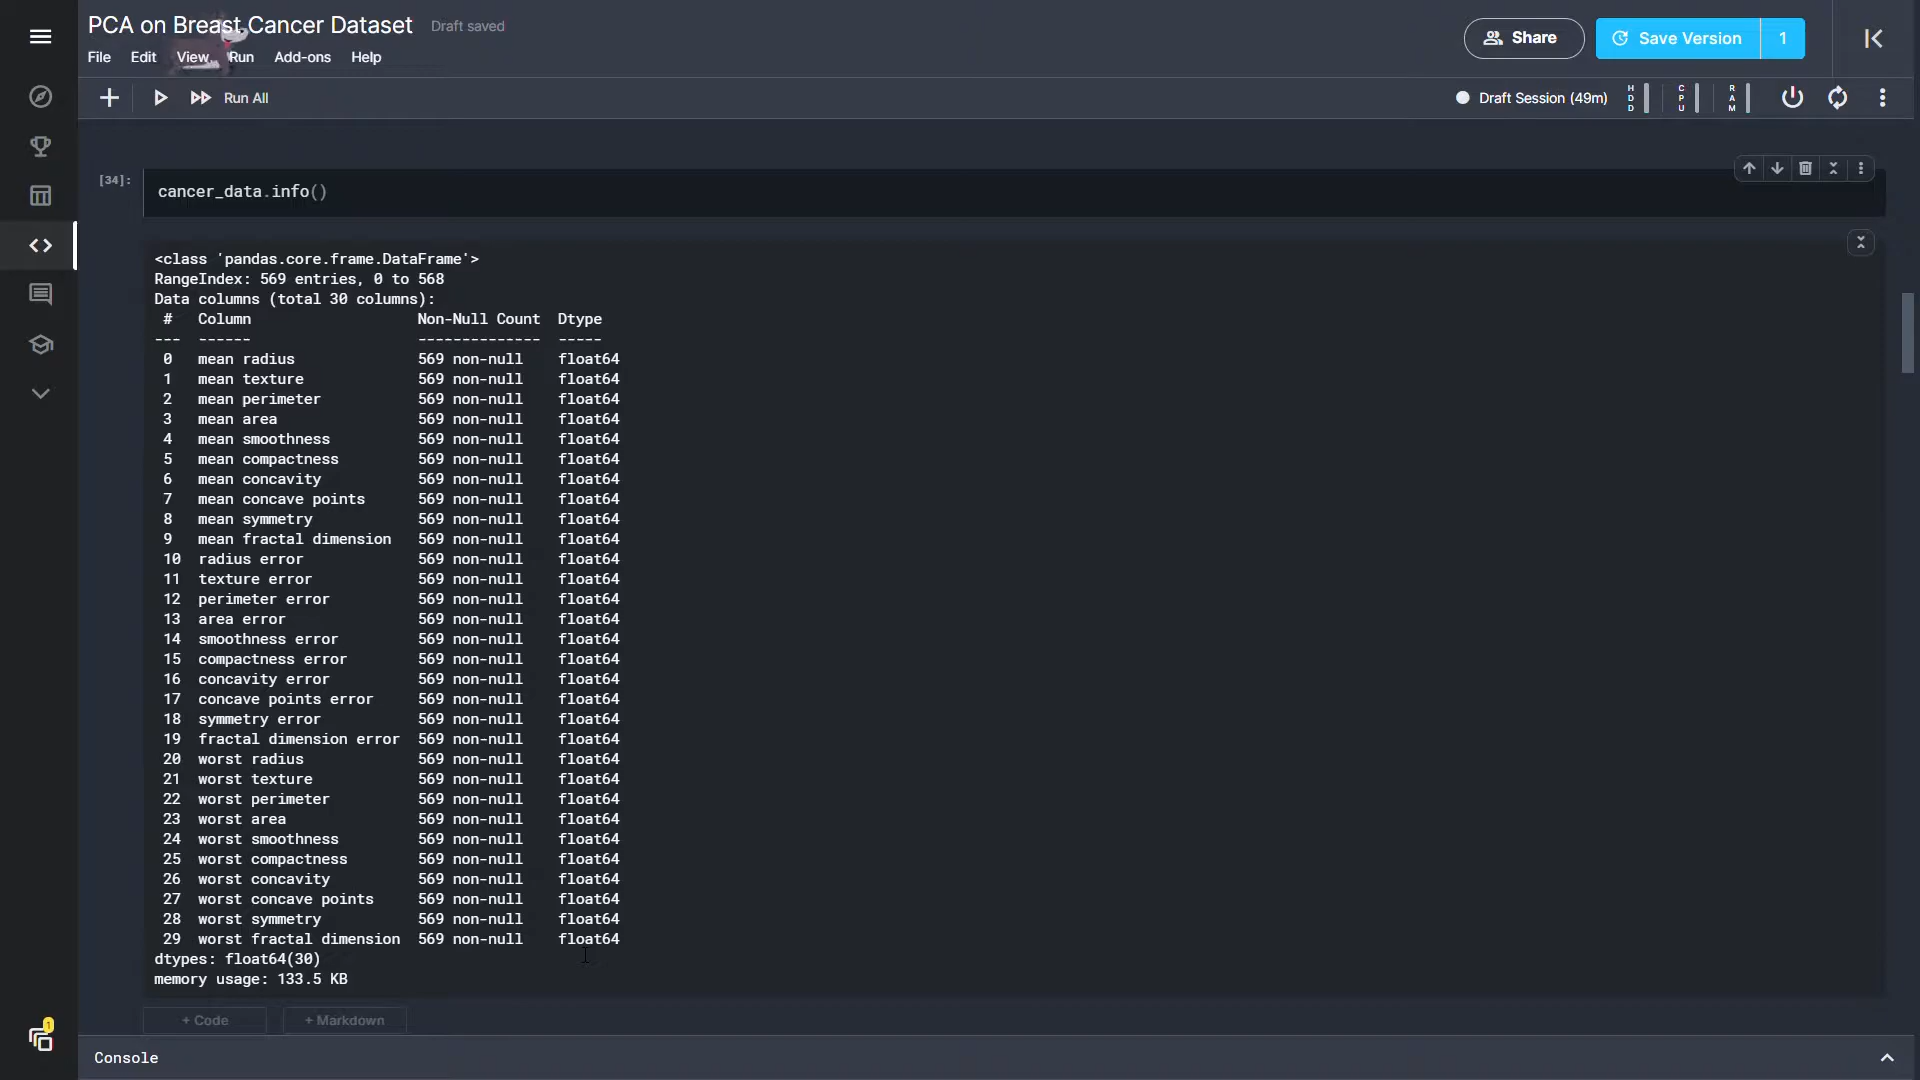 PCA on Breast Cancer Dataset Draft saved
Share
Save Version 1
File Edit View Run Add-ons Help
Run All
Draft Session (49m) HDD CPU RAM
[34]: cancer_data.info()
<class 'pandas.core.frame.DataFrame'>
RangeIndex: 569 entries, 0 to 568
Data columns (total 30 columns):
 #   Column                   Non-Null Count  Dtype
---  ------                   --------------  -----
 0   mean radius              569 non-null    float64
 1   mean texture             569 non-null    float64
 2   mean perimeter           569 non-null    float64
 3   mean area                569 non-null    float64
 4   mean smoothness          569 non-null    float64
 5   mean compactness         569 non-null    float64
 6   mean concavity           569 non-null    float64
 7   mean concave points      569 non-null    float64
 8   mean symmetry            569 non-null    float64
 9   mean fractal dimension   569 non-null    float64
 10  radius error             569 non-null    float64
 11  texture error            569 non-null    float64
 12  perimeter error          569 non-null    float64
 13  area error               569 non-null    float64
 14  smoothness error         569 non-null    float64
 15  compactness error        569 non-null    float64
 16  concavity error          569 non-null    float64
 17  concave points error     569 non-null    float64
 18  symmetry error           569 non-null    float64
 19  fractal dimension error  569 non-null    float64
 20  worst radius             569 non-null    float64
 21  worst texture            569 non-null    float64
 22  worst perimeter          569 non-null    float64
 23  worst area               569 non-null    float64
 24  worst smoothness         569 non-null    float64
 25  worst compactness        569 non-null    float64
 26  worst concavity          569 non-null    float64
 27  worst concave points     569 non-null    float64
 28  worst symmetry           569 non-null    float64
 29  worst fractal dimension  569 non-null    float64
dtypes: float64(30)
memory usage: 133.5 KB
+ Code + Markdown
1
Console